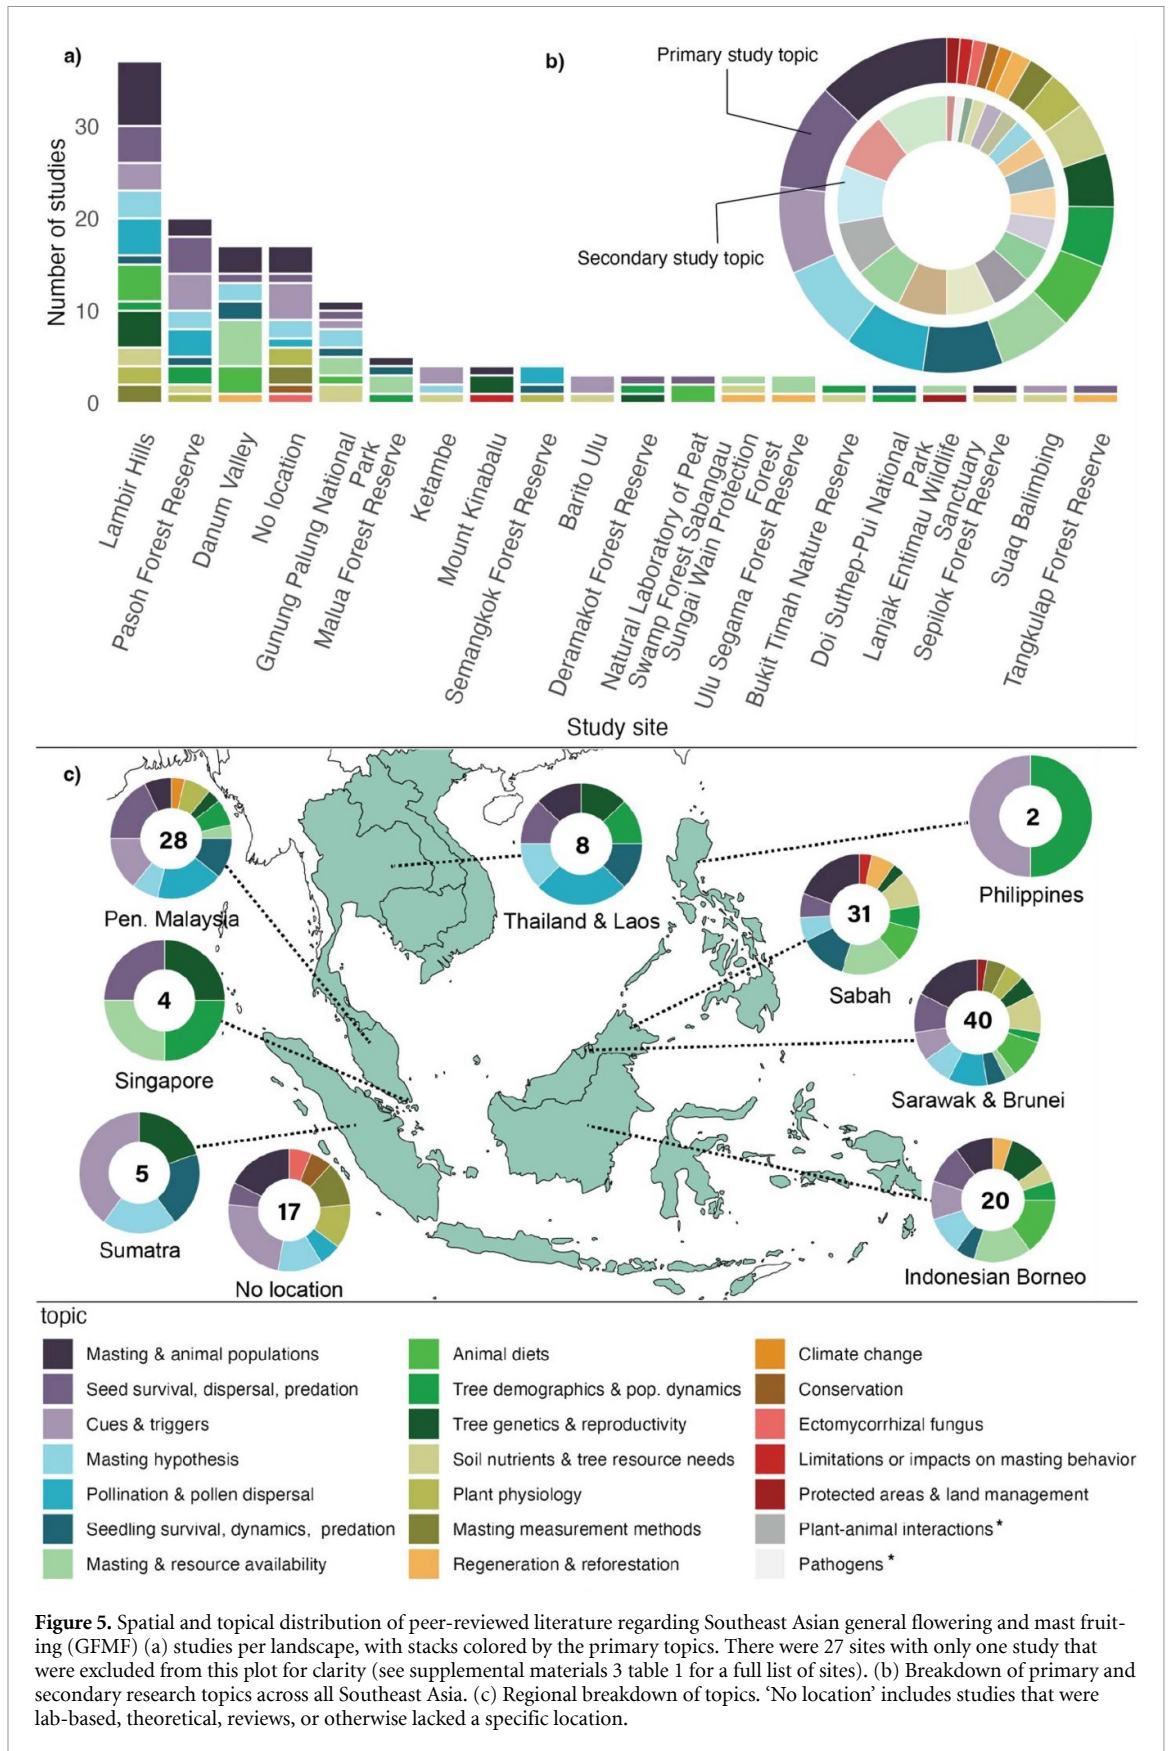 a)
Number of studies
30
20
10
0
Lambir Hills
Pasoh Forest Reserve
Danum Valley
No location
Gunung Palung National
Park
Malua Forest Reserve
Ketambe
Mount Kinabalu
Semangkok Forest Reserve
Barito Ulu
Deramakot Forest Reserve
Natural Laboratory of Peat
Swamp Forest Sabangau
Sungai Wain Protection
Forest
Ulu Segama Forest Reserve
Bukit Timah Nature Reserve
Doi Suthep-Pui National
Park
Lanjak Entimau Wildlife
Sanctuary
Sepilok Forest Reserve
Suaq Balimbing
Tangkulap Forest Reserve
Study site
b)
Primary study topic
Secondary study topic
c)
28
Pen. Malaysia
8
Thailand & Laos
2
Philippines
31
Sabah
4
Singapore
40
Sarawak & Brunei
5
Sumatra
17
No location
20
Indonesian Borneo
topic
Masting & animal populations
Seed survival, dispersal, predation
Cues & triggers
Masting hypothesis
Pollination & pollen dispersal
Seedling survival, dynamics, predation
Masting & resource availability
Animal diets
Tree demographics & pop. dynamics
Tree genetics & reproductivity
Soil nutrients & tree resource needs
Plant physiology
Masting measurement methods
Regeneration & reforestation
Climate change
Conservation
Ectomycorrhizal fungus
Limitations or impacts on masting behavior
Protected areas & land management
Plant-animal interactions*
Pathogens*
Figure 5. Spatial and topical distribution of peer-reviewed literature regarding Southeast Asian general flowering and mast fruit-
ing (GFMF) (a) studies per landscape, with stacks colored by the primary topics. There were 27 sites with only one study that
were excluded from this plot for clarity (see supplemental materials 3 table 1 for a full list of sites). (b) Breakdown of primary and
secondary research topics across all Southeast Asia. (c) Regional breakdown of topics. ‘No location’ includes studies that were
lab-based, theoretical, reviews, or otherwise lacked a specific location.